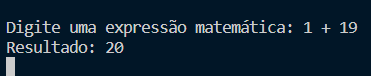 Digite uma expressão matemática: 1 + 19
Resultado: 20